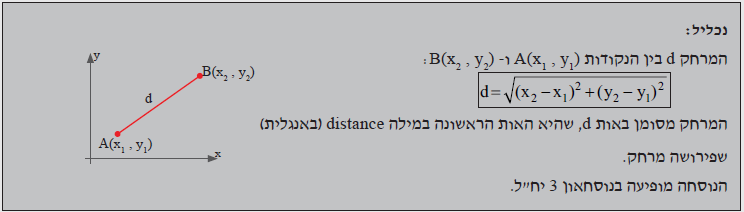 נכליל:
המרחק d בין הנקודות A(x₁ , y₁) ו- B(x₂ , y₂):
d=√((x₂−x₁)²+(y₂−y₁)²)
המרחק מסומן באות d, שהיא האות הראשונה במילה distance (באנגלית)
שפירושה מרחק.
הנוסחה מופיעה בנוסחאון 3 יח״ל.
y
B(x₂ , y₂)
d
A(x₁ , y₁)
x